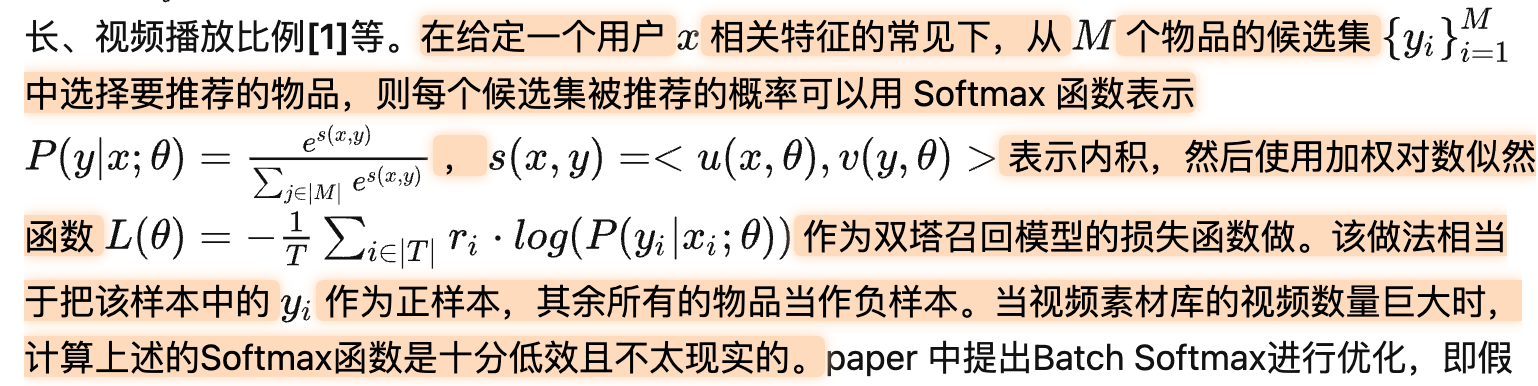 长、视频播放比例[1]等。在给定一个用户 x 相关特征的常见下，从 M 个物品的候选集 {y_i}_{i=1}^{M}
中选择要推荐的物品，则每个候选集被推荐的概率可以用 Softmax 函数表示
P(y|x;θ) = \frac{e^{s(x,y)}}{\sum_{j∈|M|} e^{s(x,y)}} ， s(x,y) =< u(x,θ), v(y,θ) > 表示内积，然后使用加权对数似然
函数 L(θ) = -\frac{1}{T} \sum_{i∈|T|} r_i · log(P(y_i|x_i;θ)) 作为双塔召回模型的损失函数做。该做法相当
于把该样本中的 y_i 作为正样本，其余所有的物品当作负样本。当视频素材库的视频数量巨大时，
计算上述的Softmax函数是十分低效且不太现实的。paper 中提出Batch Softmax进行优化，即假